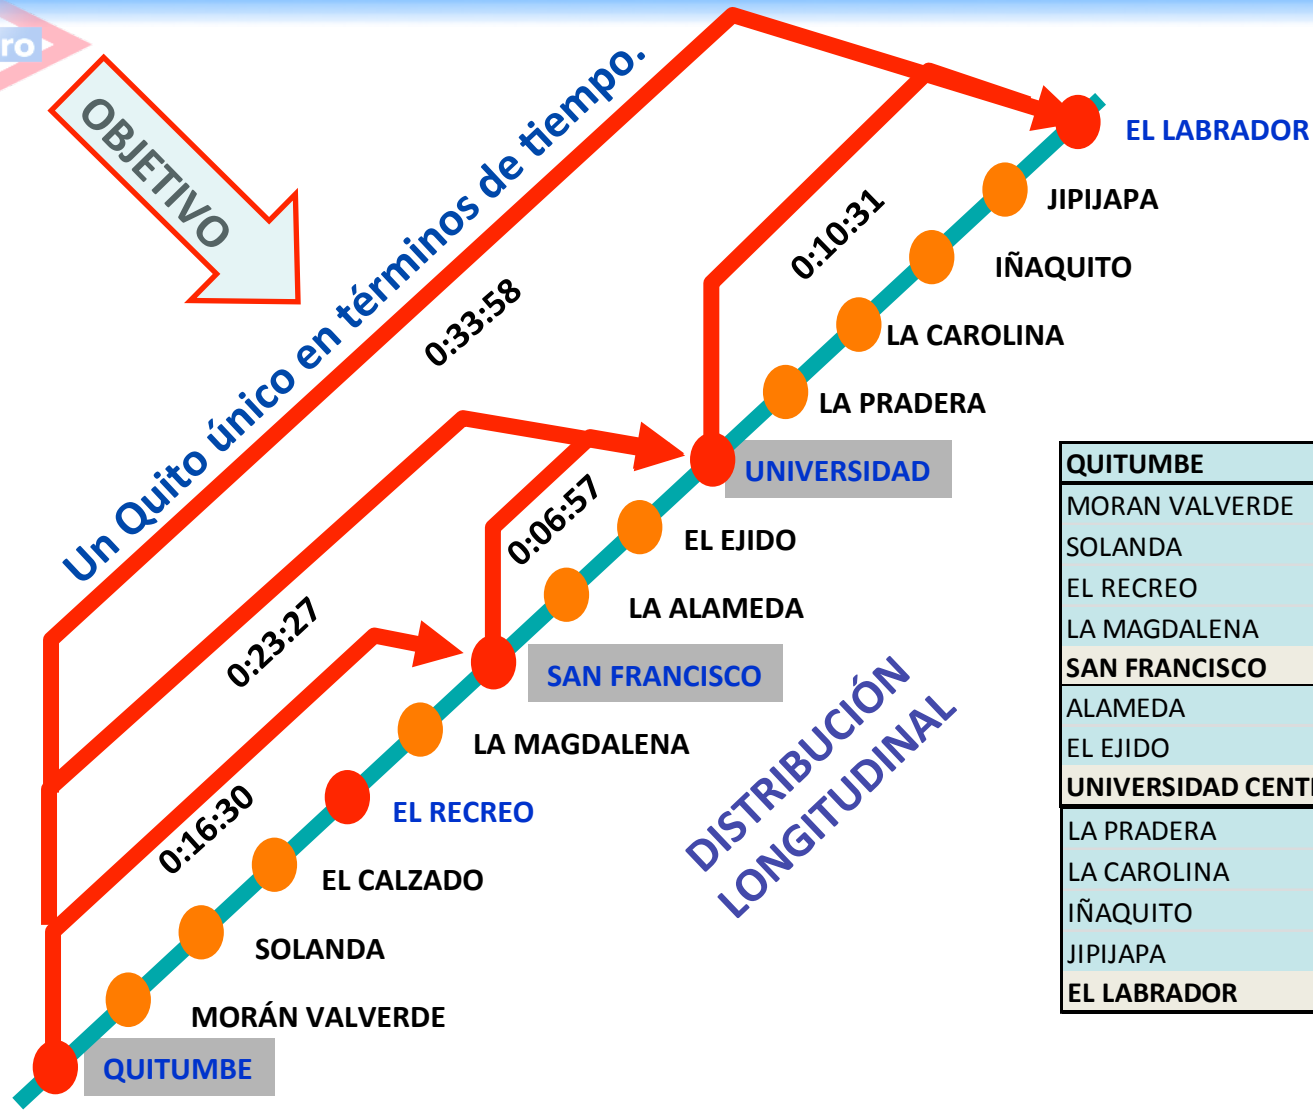 ro
OBJETIVO
Un Quito único en términos de tiempo.
0:33:58
0:10:31
0:23:27
0:06:57
0:16:30
EL LABRADOR
JIPIJAPA
IÑAQUITO
LA CAROLINA
LA PRADERA
UNIVERSIDAD
EL EJIDO
LA ALAMEDA
SAN FRANCISCO
LA MAGDALENA
EL RECREO
EL CALZADO
SOLANDA
MORÁN VALVERDE
QUITUMBE
DISTRIBUCIÓN
LONGITUDINAL
QUITUMBE
MORAN VALVERDE
SOLANDA
EL RECREO
LA MAGDALENA
SAN FRANCISCO
ALAMEDA
EL EJIDO
UNIVERSIDAD CENT
LA PRADERA
LA CAROLINA
IÑAQUITO
JIPIJAPA
EL LABRADOR